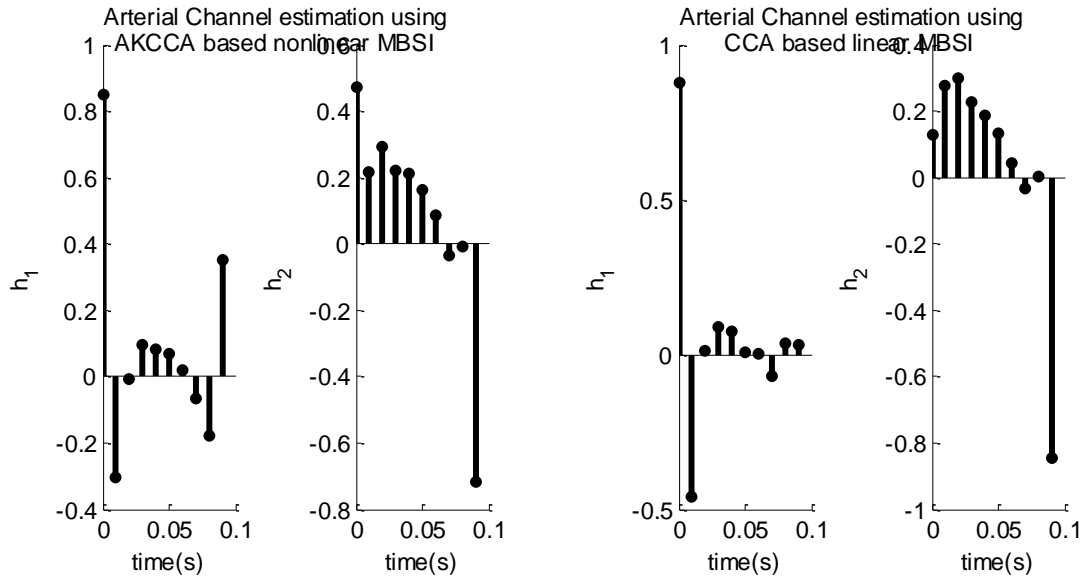 Arterial Channel estimation using
AKCCA based nonlinear MBSI
Arterial Channel estimation using
CCA based linear MBSI
1
0.8
0.6
0.4
0.2
0
-0.2
-0.4
h1
0 0.05 0.1
time(s)
0.6
0.4
0.2
0
-0.2
-0.4
-0.6
-0.8
h2
0 0.05 0.1
time(s)
1
0.5
0
-0.5
h1
0 0.05 0.1
time(s)
0.4
0.2
0
-0.2
-0.4
-0.6
-0.8
-1
h2
0 0.05 0.1
time(s)